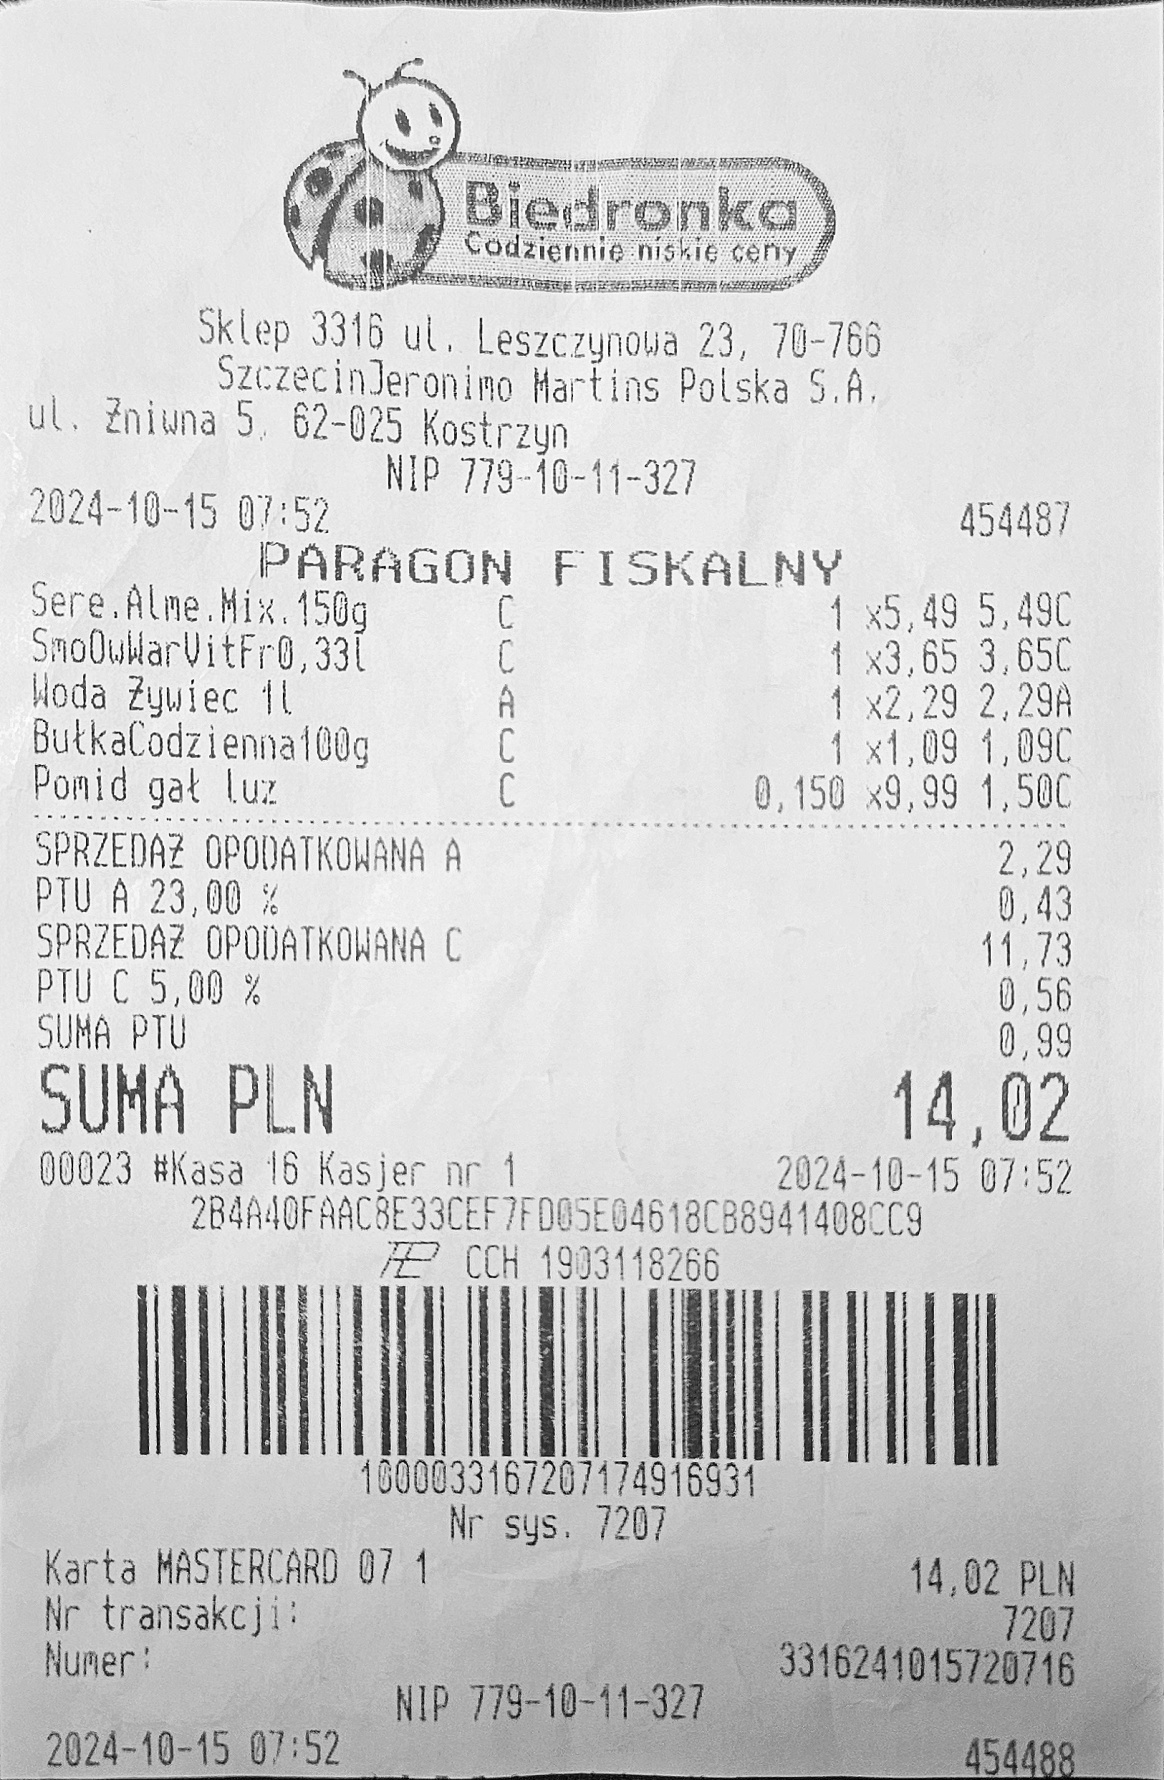 Biedronka
Codziennie niskie ceny
Sklep 3316 ul. Leszczynowa 23, 70-766
SzczecinJeronimo Martins Polska S.A.
ul. Żniwna 5, 62-025 Kostrzyn
NIP 779-10-11-327
2024-10-15 07:52 454487
PARAGON FISKALNY
Sere.Alme.Mix.150g C 1 x5,49 5,49C
SmoOwWarVitFr0,33l C 1 x3,65 3,65C
Woda Żywiec 1l A 1 x2,29 2,29A
BułkaCodzienna100g C 1 x1,09 1,09C
Pomid gał luz C 0,150 x9,99 1,50C
SPRZEDAŻ OPODATKOWANA A 2,29
PTU A 23,00 % 0,43
SPRZEDAŻ OPODATKOWANA C 11,73
PTU C 5,00 % 0,56
SUMA PTU 0,99
SUMA PLN 14,02
00023 #Kasa 16 Kasjer nr 1 2024-10-15 07:52
2B4A40FAAC8E33CEF7FD05E04618CB8941408CC9
CCH 1903118266
1000033167207174916931
Nr sys. 7207
Karta MASTERCARD 07 1 14,02 PLN
Nr transakcji: 7207
Numer: 3316241015720716
NIP 779-10-11-327
2024-10-15 07:52 454488